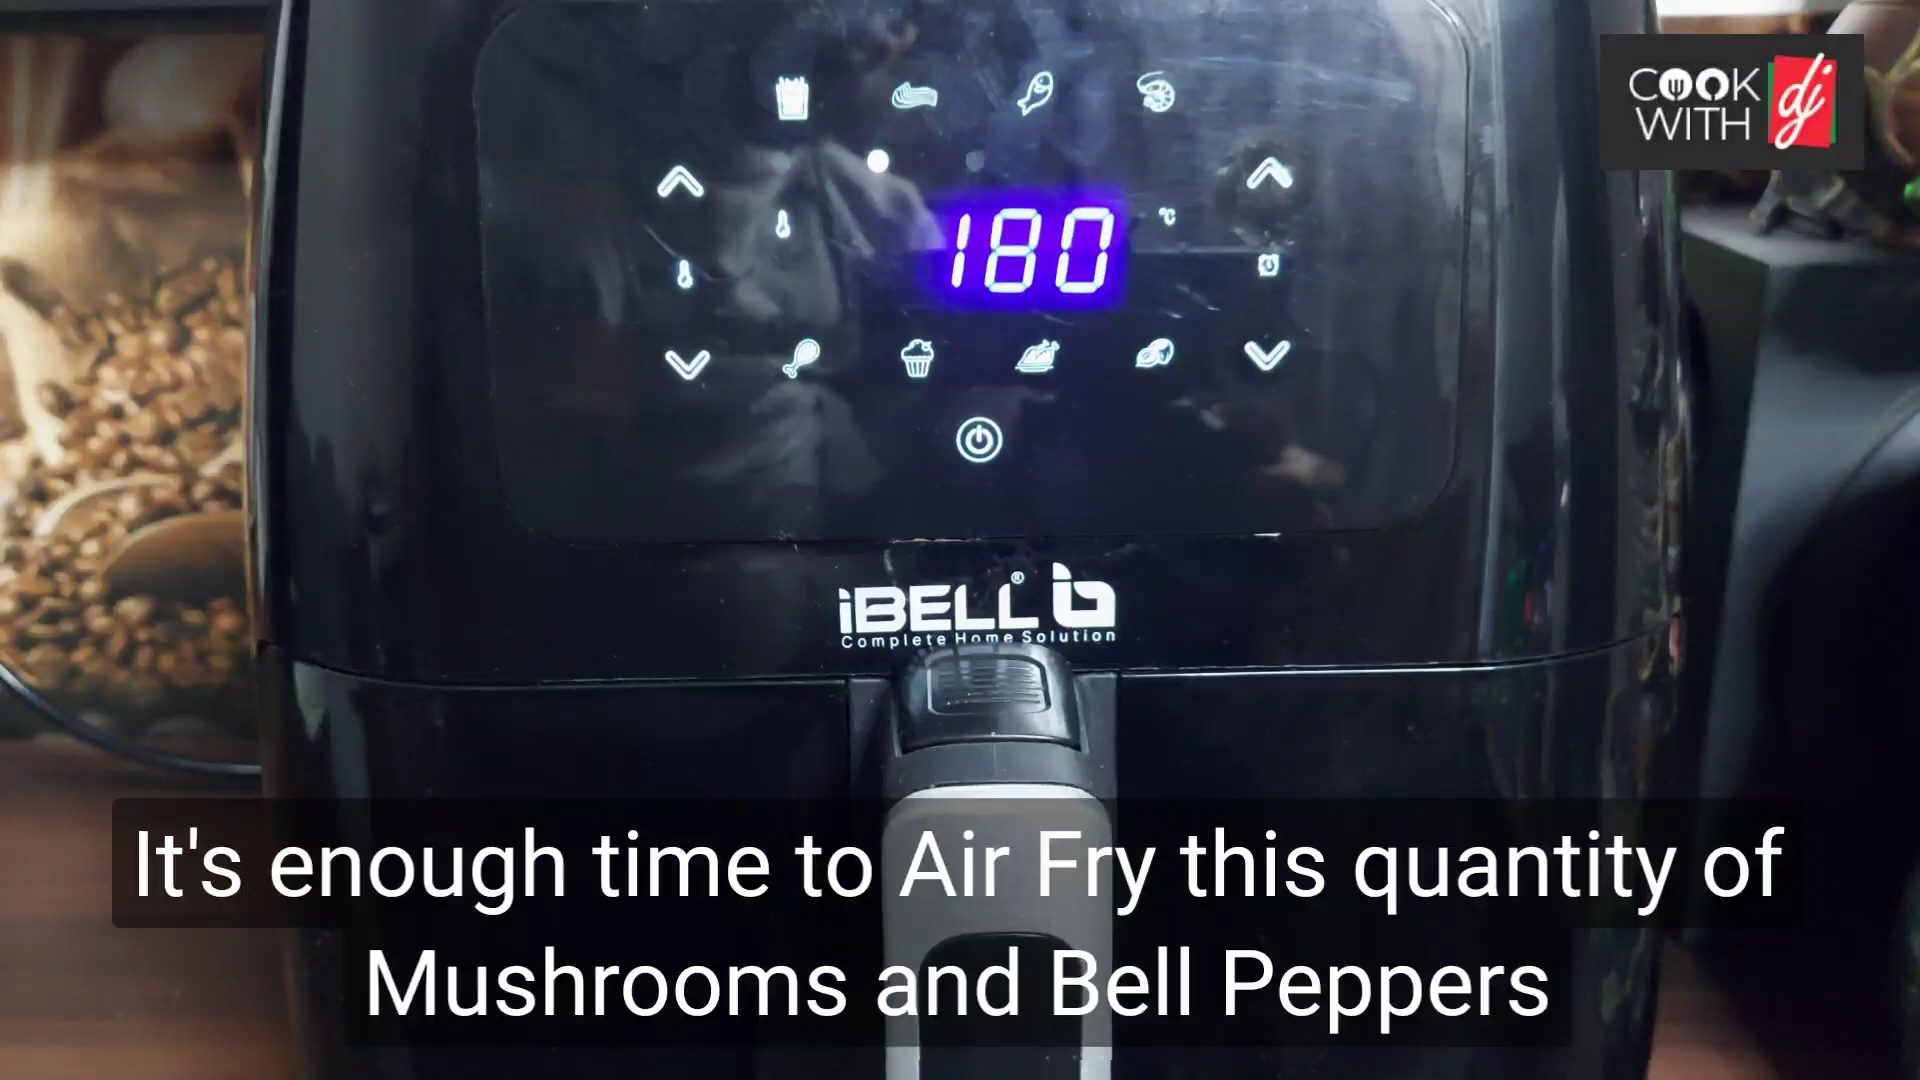 COOK
WITH
dj
180
°C
iBELL® b
Complete Home Solution
It's enough time to Air Fry this quantity of
Mushrooms and Bell Peppers